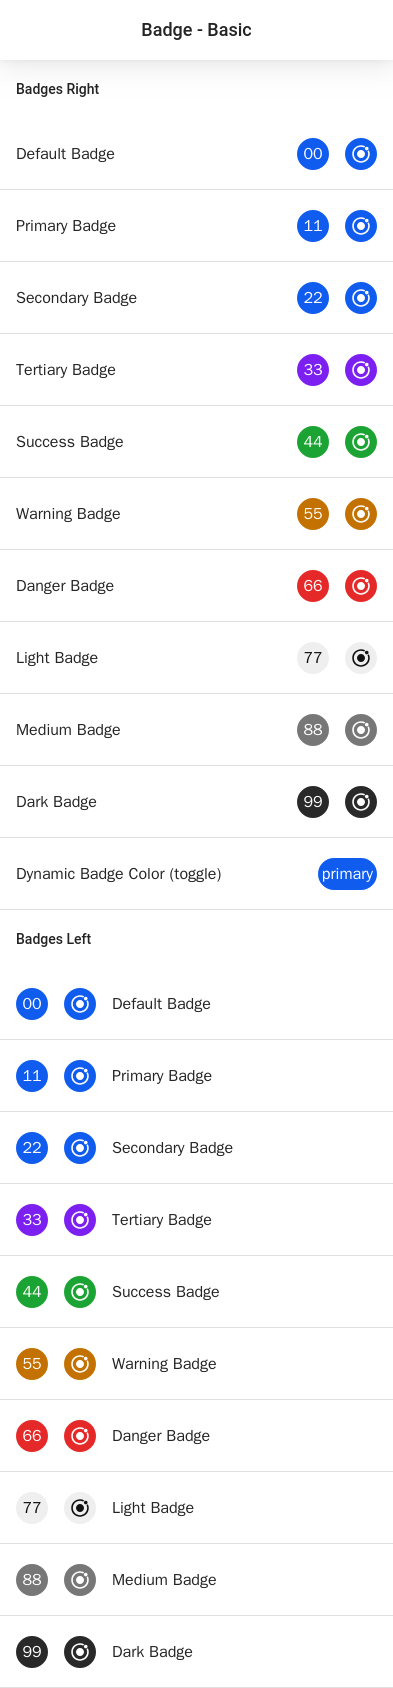 Badge - Basic
Badges Right
Default Badge 00
Primary Badge 11
Secondary Badge 22
Tertiary Badge 33
Success Badge 44
Warning Badge 55
Danger Badge 66
Light Badge 77
Medium Badge 88
Dark Badge 99
Dynamic Badge Color (toggle) primary
Badges Left
00 Default Badge
11 Primary Badge
22 Secondary Badge
33 Tertiary Badge
44 Success Badge
55 Warning Badge
66 Danger Badge
77 Light Badge
88 Medium Badge
99 Dark Badge